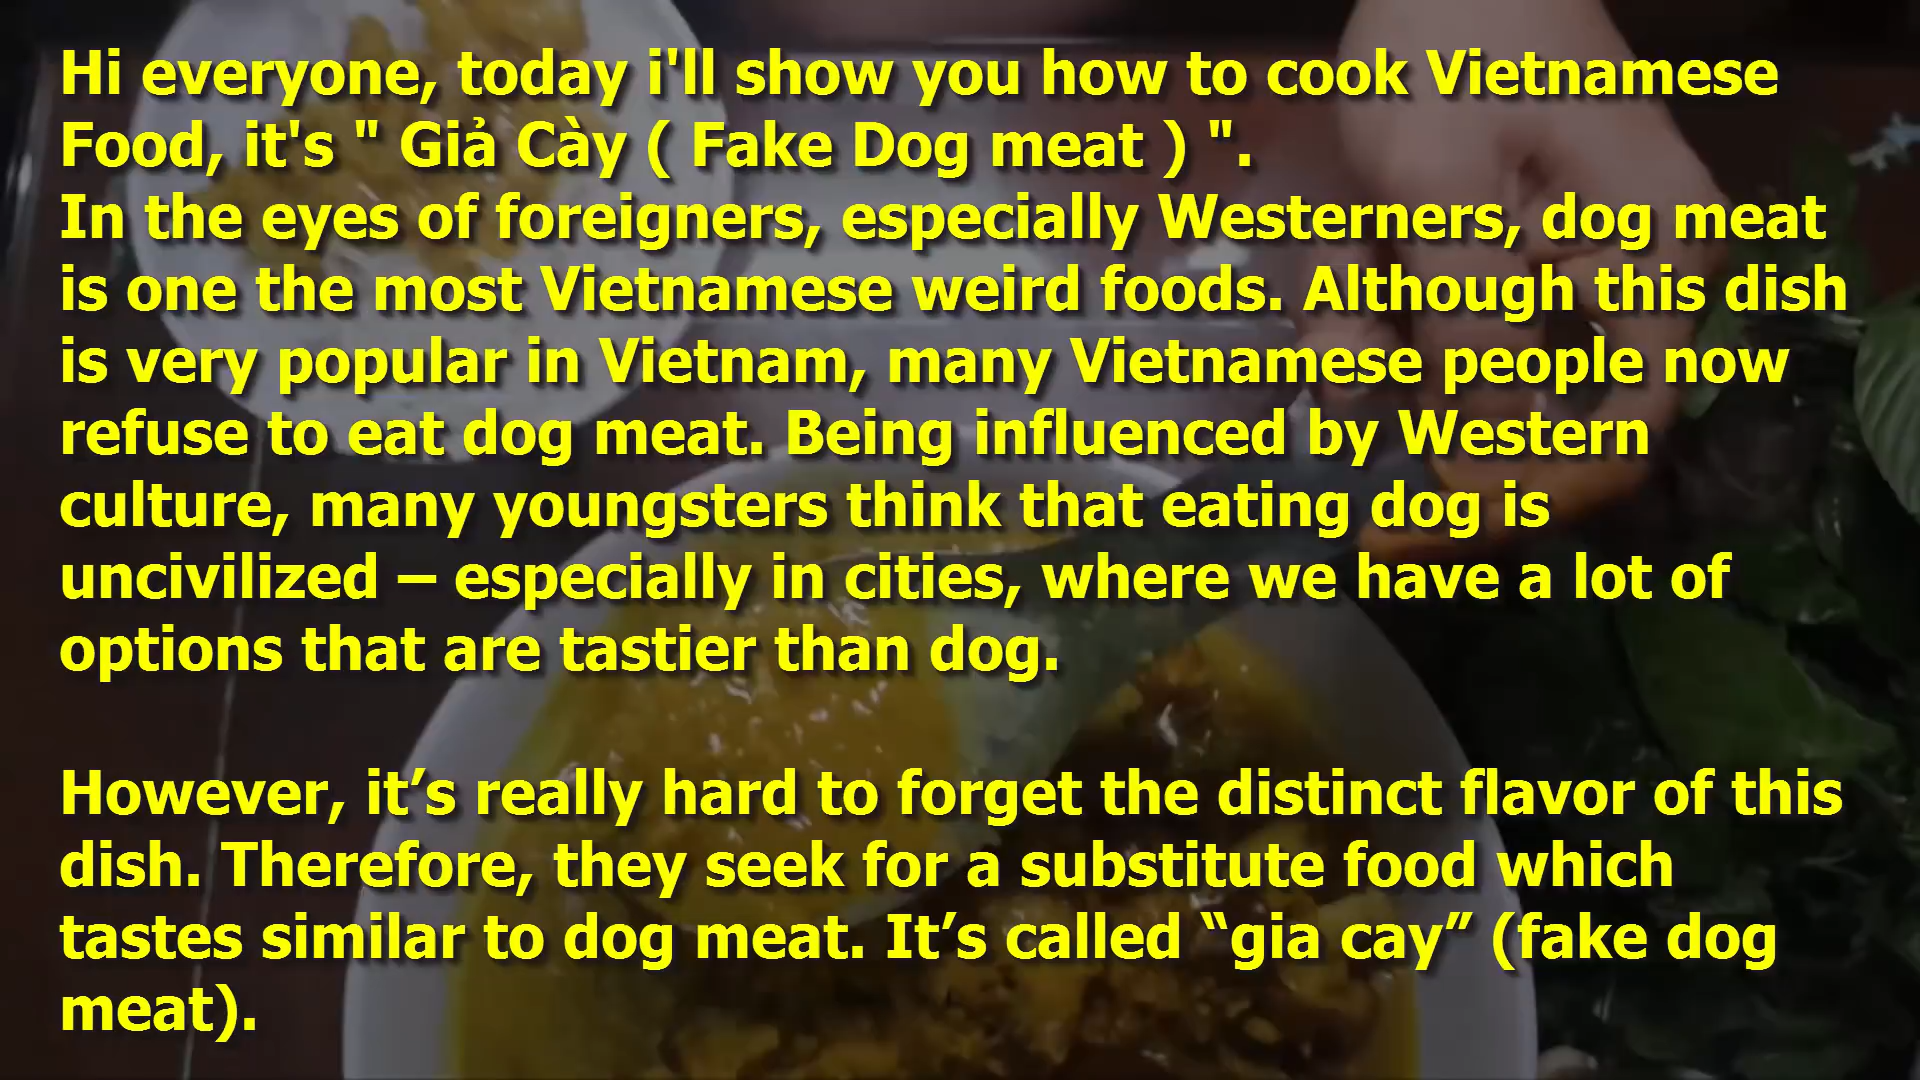 Hi everyone, today i'll show you how to cook Vietnamese
Food, it's " Giả Cày ( Fake Dog meat ) ".
In the eyes of foreigners, especially Westerners, dog meat
is one the most Vietnamese weird foods. Although this dish
is very popular in Vietnam, many Vietnamese people now
refuse to eat dog meat. Being influenced by Western
culture, many youngsters think that eating dog is
uncivilized – especially in cities, where we have a lot of
options that are tastier than dog.
However, it’s really hard to forget the distinct flavor of this
dish. Therefore, they seek for a substitute food which
tastes similar to dog meat. It’s called “gia cay” (fake dog
meat).